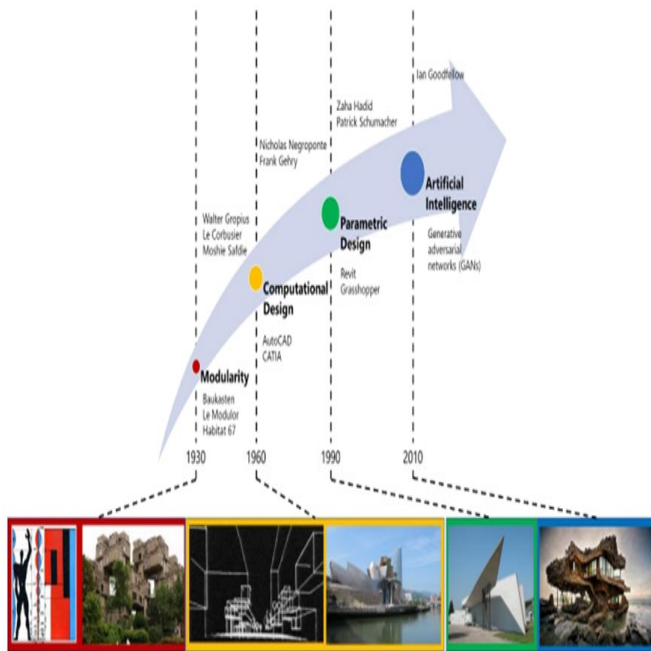 Ian Goodfellow
Zaha Hadid
Patrick Schumacher
Nicholas Negroponte
Frank Gehry
Artificial
Intelligence
Walter Gropius
Le Corbusier
Moshie Safdie
Parametric
Design
Generative
adversarial
networks (GANs)
Revit
Grasshopper
Computational
Design
AutoCAD
CATIA
Modularity
Baukasten
Le Modulor
Habitat 67
1930
1960
1990
2010